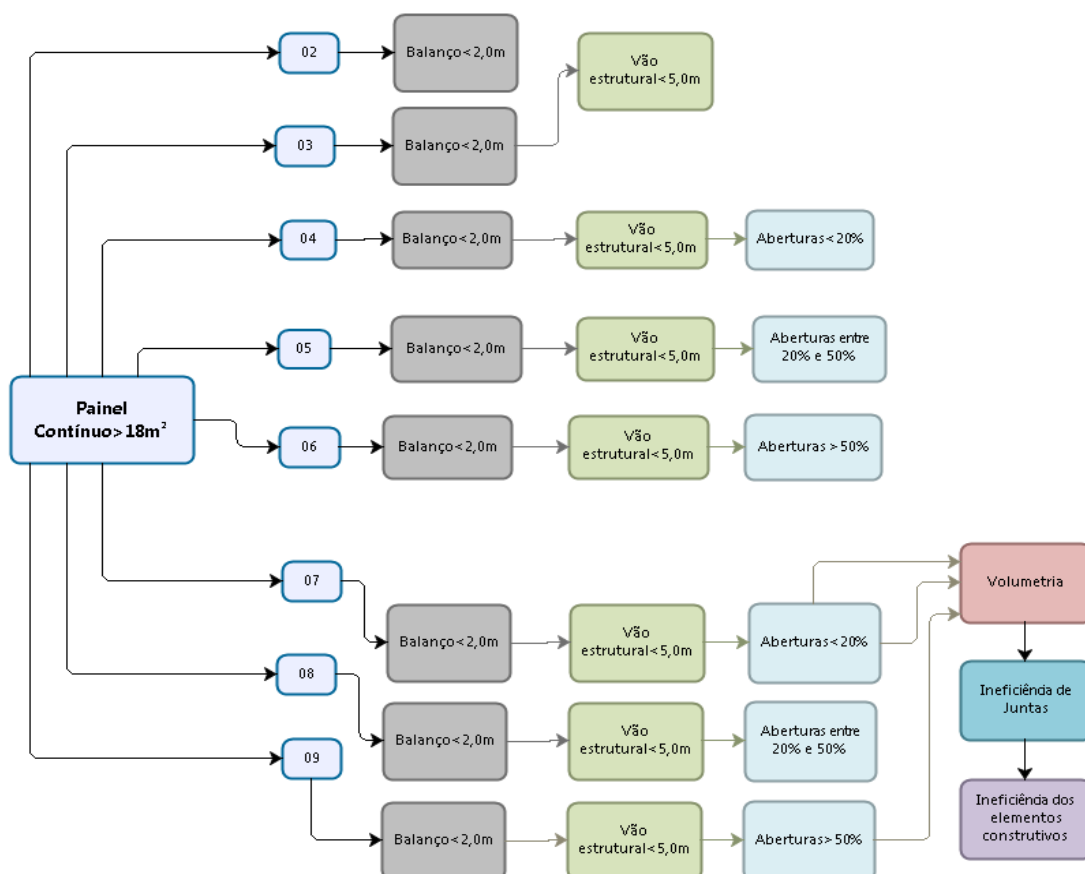 02
Balanço<2,0m
Vão
estrutural<5,0m
03
Balanço<2,0m
04
Balanço<2,0m
Vão
estrutural<5,0m
Aberturas<20%
05
Balanço<2,0m
Vão
estrutural<5,0m
Aberturas entre
20% e 50%
Painel
Contínuo>18m²
06
Balanço<2,0m
Vão
estrutural<5,0m
Aberturas >50%
07
Balanço<2,0m
Vão
estrutural<5,0m
Aberturas<20%
Volumetria
08
Balanço<2,0m
Vão
estrutural<5,0m
Aberturas entre
20% e 50%
Ineficiência de
Juntas
09
Balanço<2,0m
Vão
estrutural<5,0m
Aberturas>50%
Ineficiência dos
elementos
construtivos